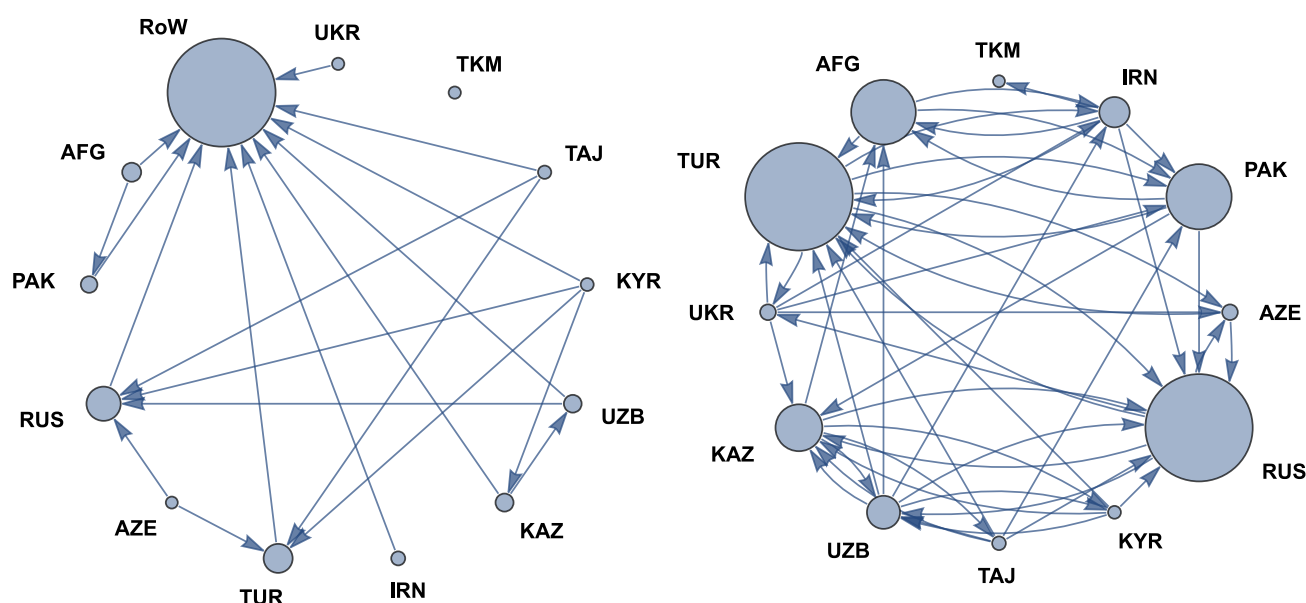 RoW
UKR
TKM
AFG
TAJ
PAK
KYR
RUS
UZB
AZE
KAZ
TUR
IRN
TKM
AFG
IRN
TUR
PAK
UKR
AZE
KAZ
RUS
UZB
KYR
TAJ